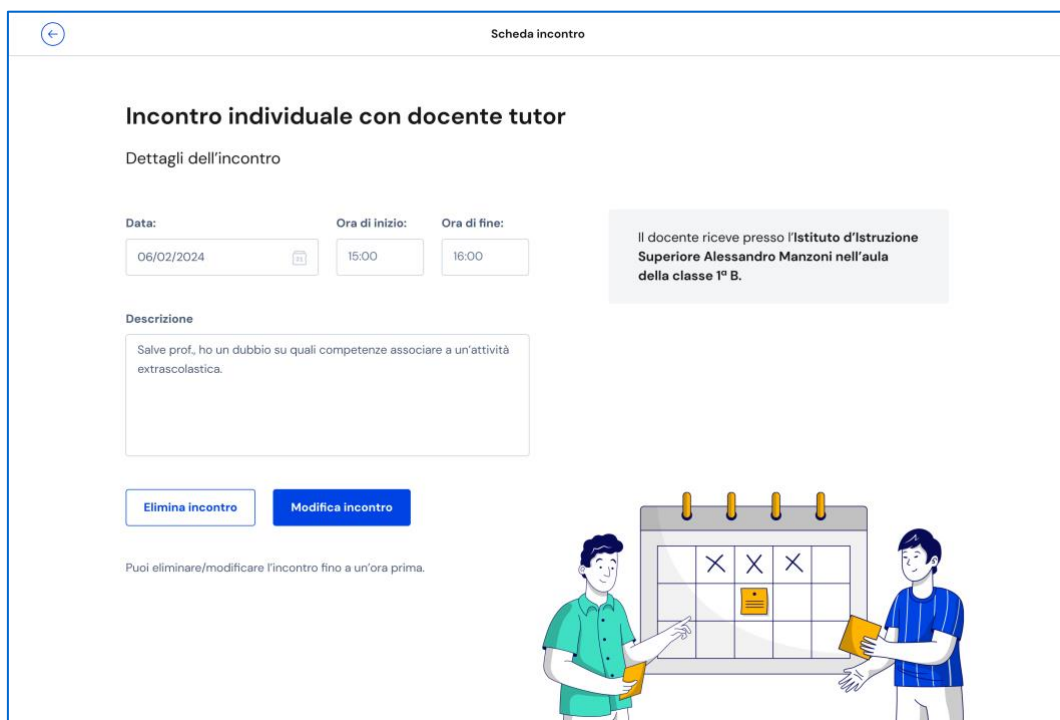 Scheda incontro
Incontro individuale con docente tutor
Dettagli dell'incontro
Data:
Ora di inizio:
Ora di fine:
06/02/2024
15:00
16:00
Il docente riceve presso l'Istituto d'Istruzione
Superiore Alessandro Manzoni nell'aula
della classe 1ª B.
Descrizione
Salve prof., ho un dubbio su quali competenze associare a un'attività
extrascolastica.
Elimina incontro
Modifica incontro
Puoi eliminare/modificare l'incontro fino a un'ora prima.